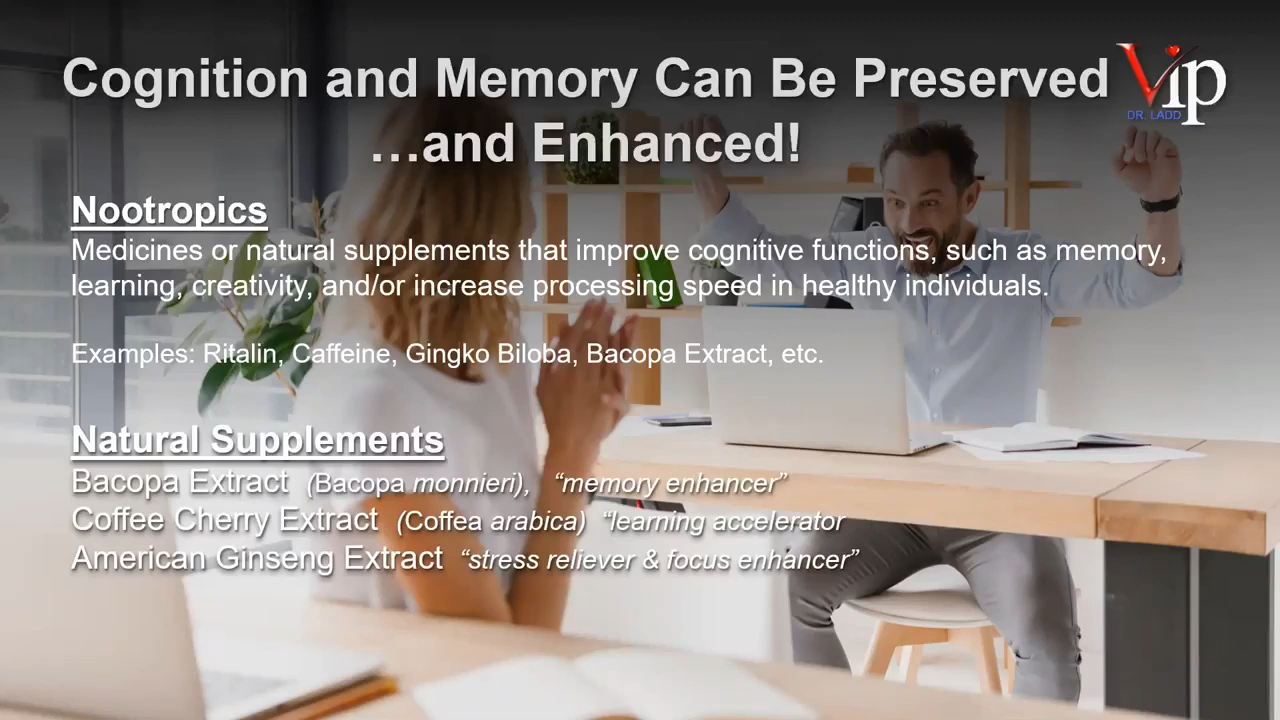 Cognition and Memory Can Be Preserved
…and Enhanced!
Vip
DR. LADD
Nootropics
Medicines or natural supplements that improve cognitive functions, such as memory,
learning, creativity, and/or increase processing speed in healthy individuals.
Examples: Ritalin, Caffeine, Gingko Biloba, Bacopa Extract, etc.
Natural Supplements
Bacopa Extract (Bacopa monnieri), “memory enhancer”
Coffee Cherry Extract (Coffea arabica) “learning accelerator
American Ginseng Extract “stress reliever & focus enhancer”